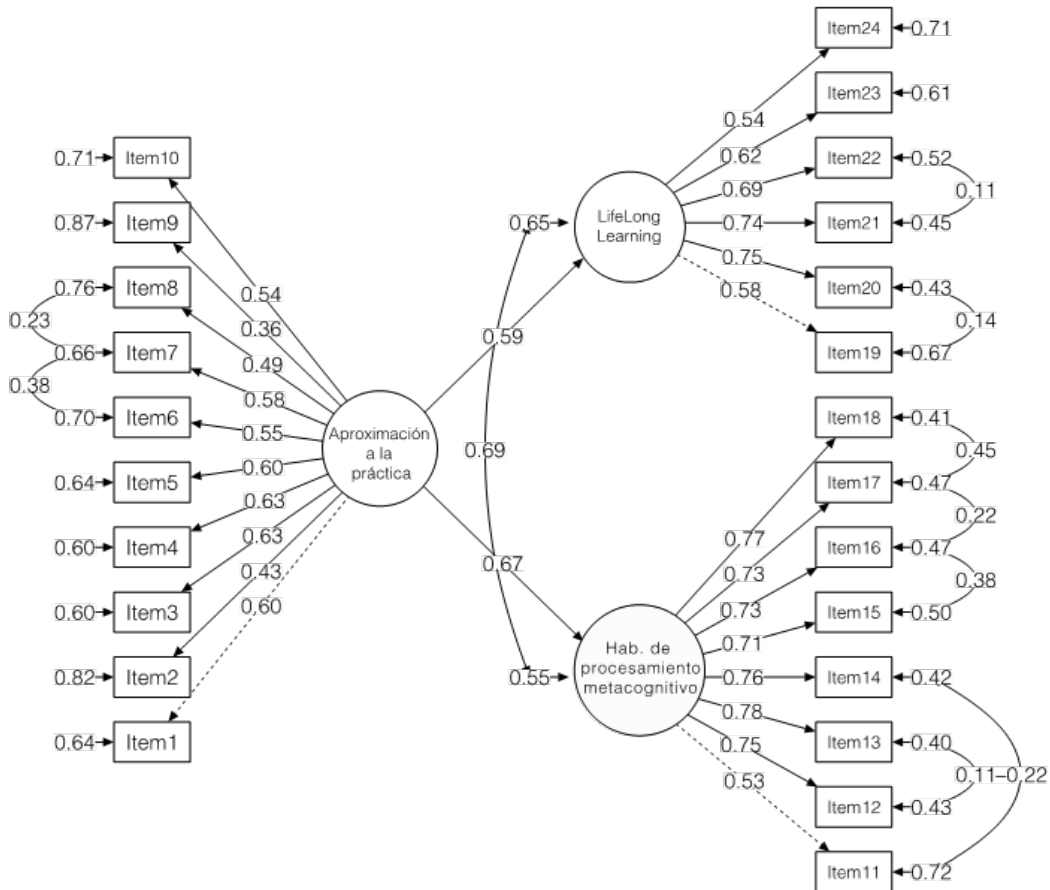 Item24
0.71
Item23
0.61
0.54
0.62
Item22
0.52
0.69
0.11
LifeLong
Learning
0.74
Item21
0.45
0.65
0.75
Item20
0.43
0.58
0.14
Item19
0.67
0.71
Item10
0.87
Item9
0.76
Item8
0.54
0.23
0.36
0.59
0.66
Item7
0.49
0.38
0.58
0.70
Item6
0.55
Aproximación
a la
práctica
0.69
0.64
Item5
0.60
0.63
0.60
Item4
0.63
0.67
0.43
0.60
0.60
Item3
0.82
Item2
0.64
Item1
Item18
0.41
0.45
Item17
0.47
0.22
0.77
0.73
Item16
0.47
0.38
0.73
Item15
0.50
0.71
Hab. de
procesamiento
metacognitivo
0.55
0.76
Item14
0.42
0.78
Item13
0.40
0.75
0.53
0.11
–0.22
Item12
0.43
Item11
0.72